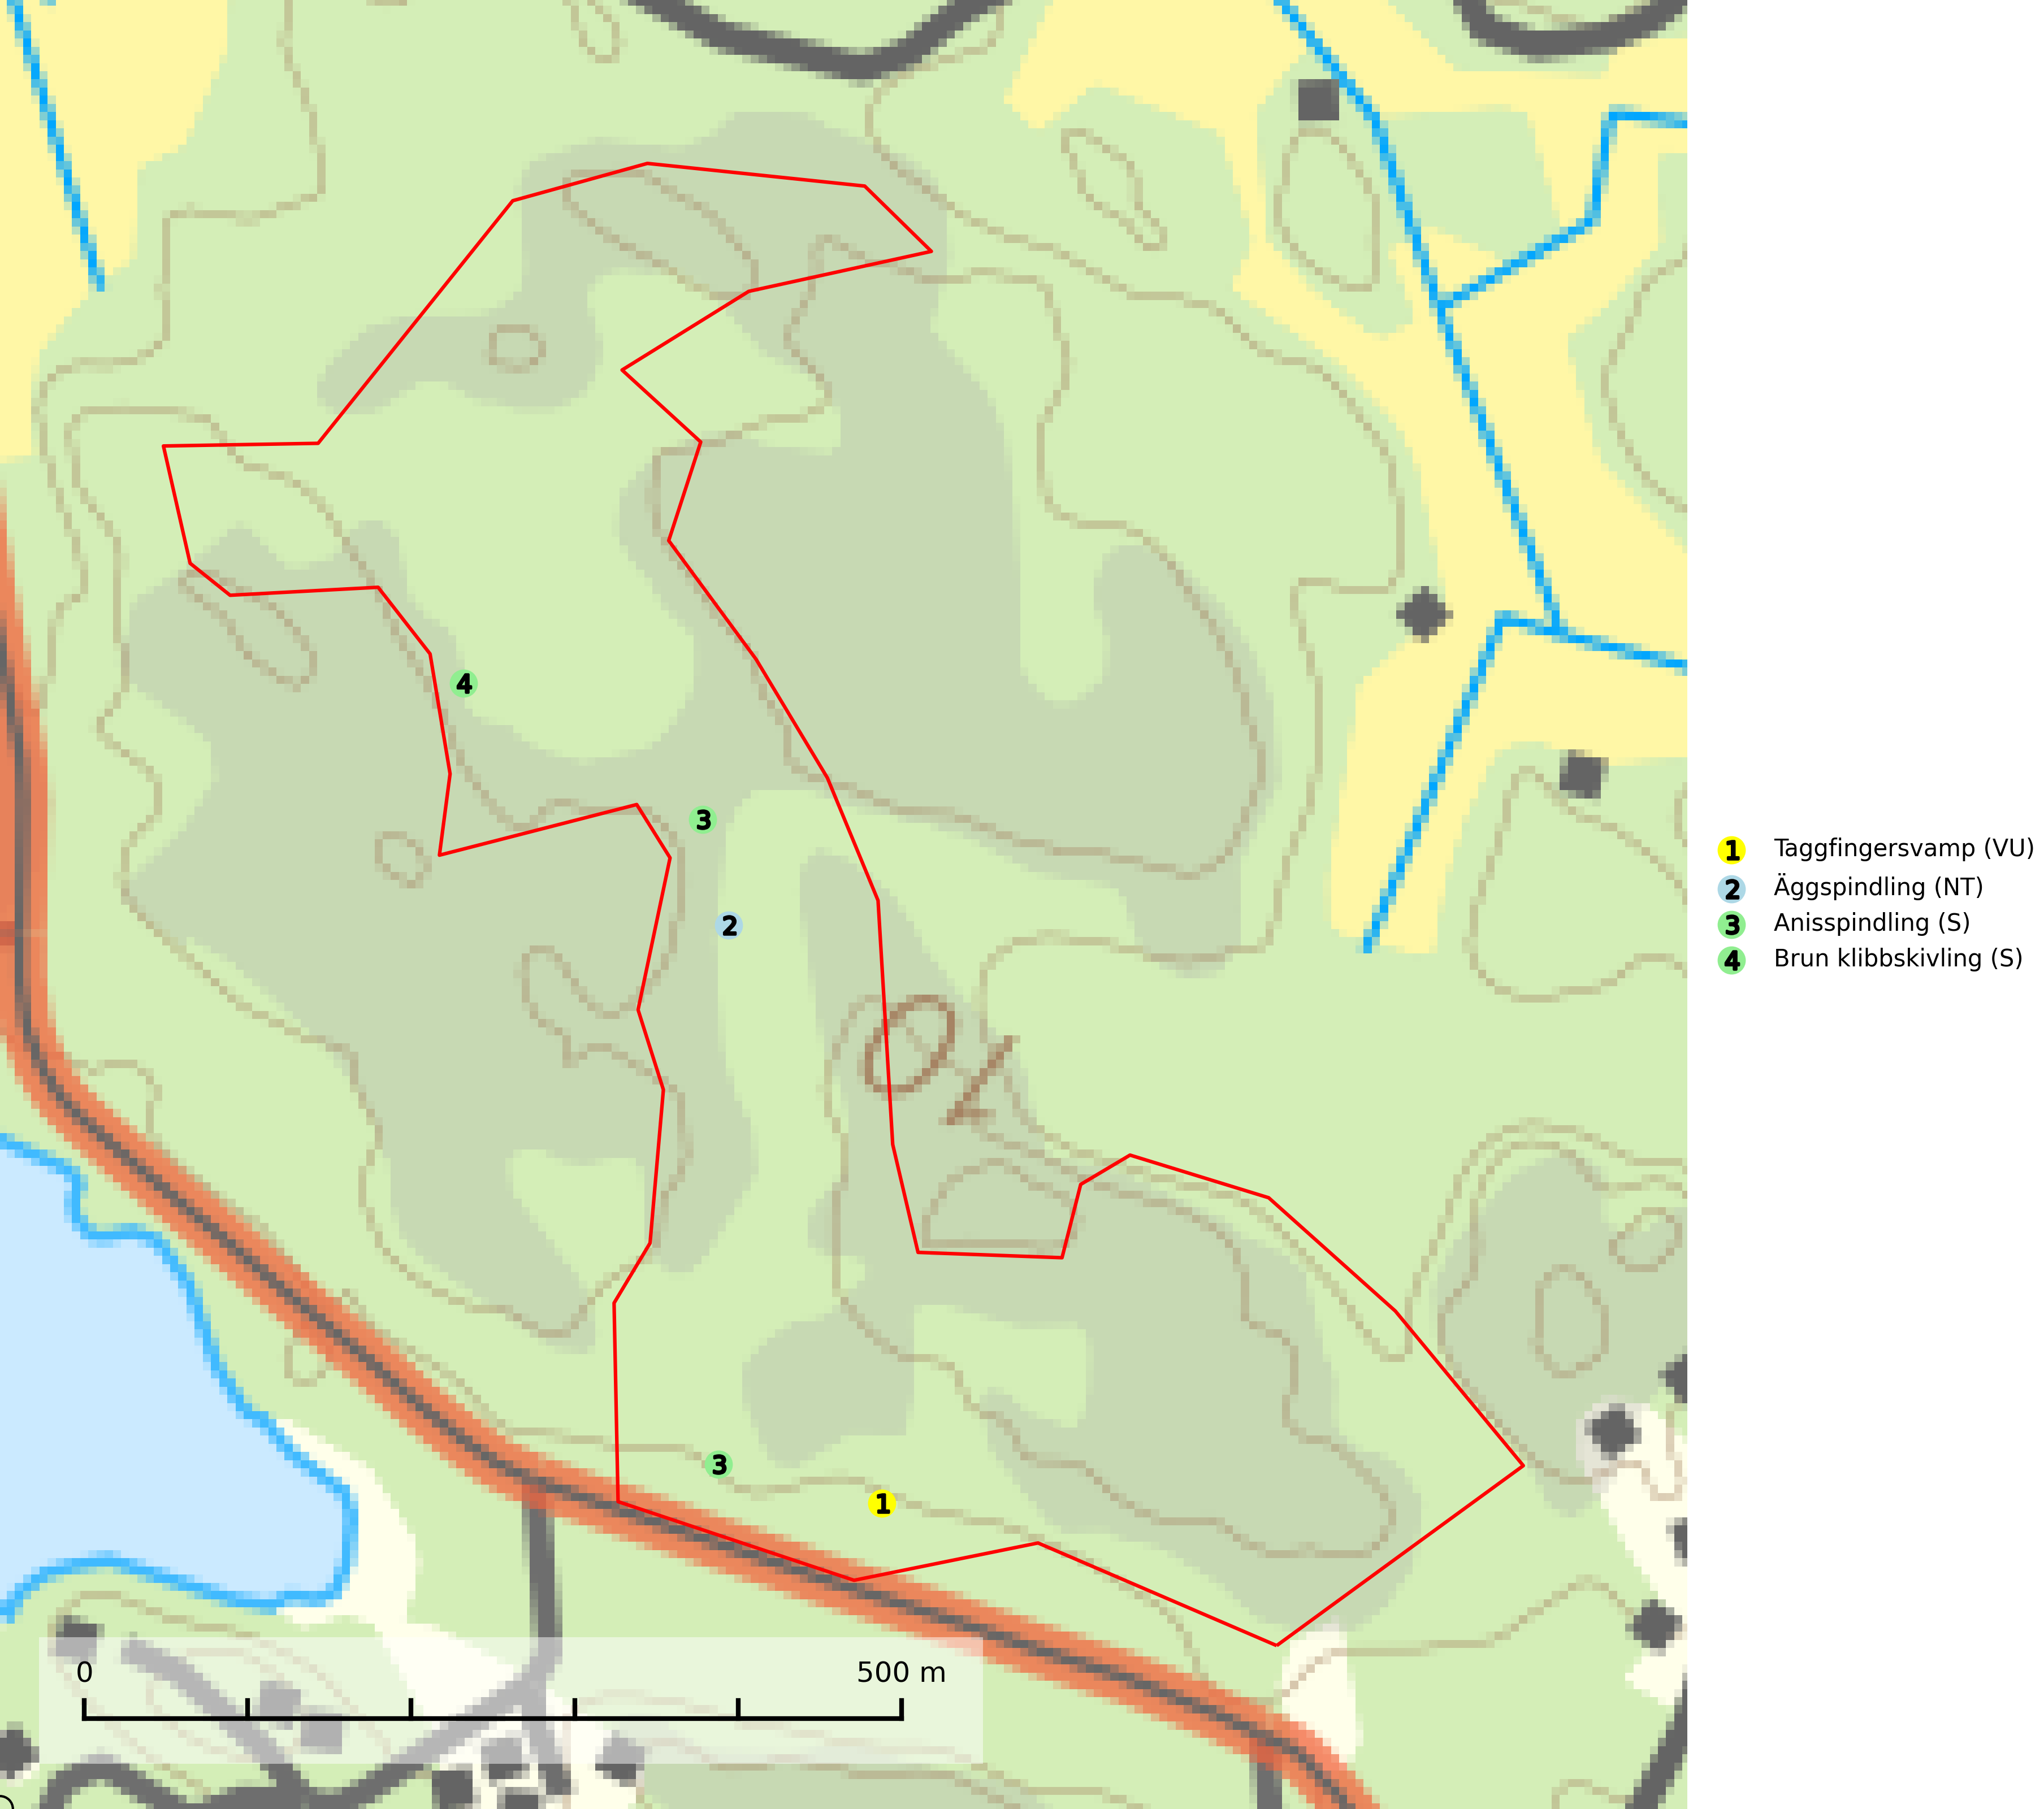 4
3
2
3
1
1 Taggfingersvamp (VU)
2 Äggspindling (NT)
3 Anisspindling (S)
4 Brun klibbskivling (S)
0 500 m